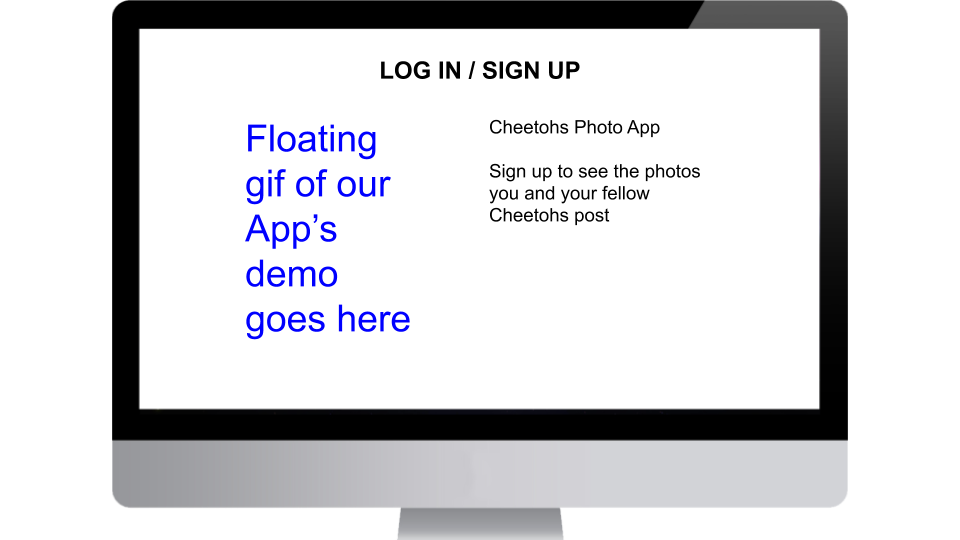 LOG IN / SIGN UP
Floating
gif of our
App’s
demo
goes here
Cheetohs Photo App
Sign up to see the photos
you and your fellow
Cheetohs post